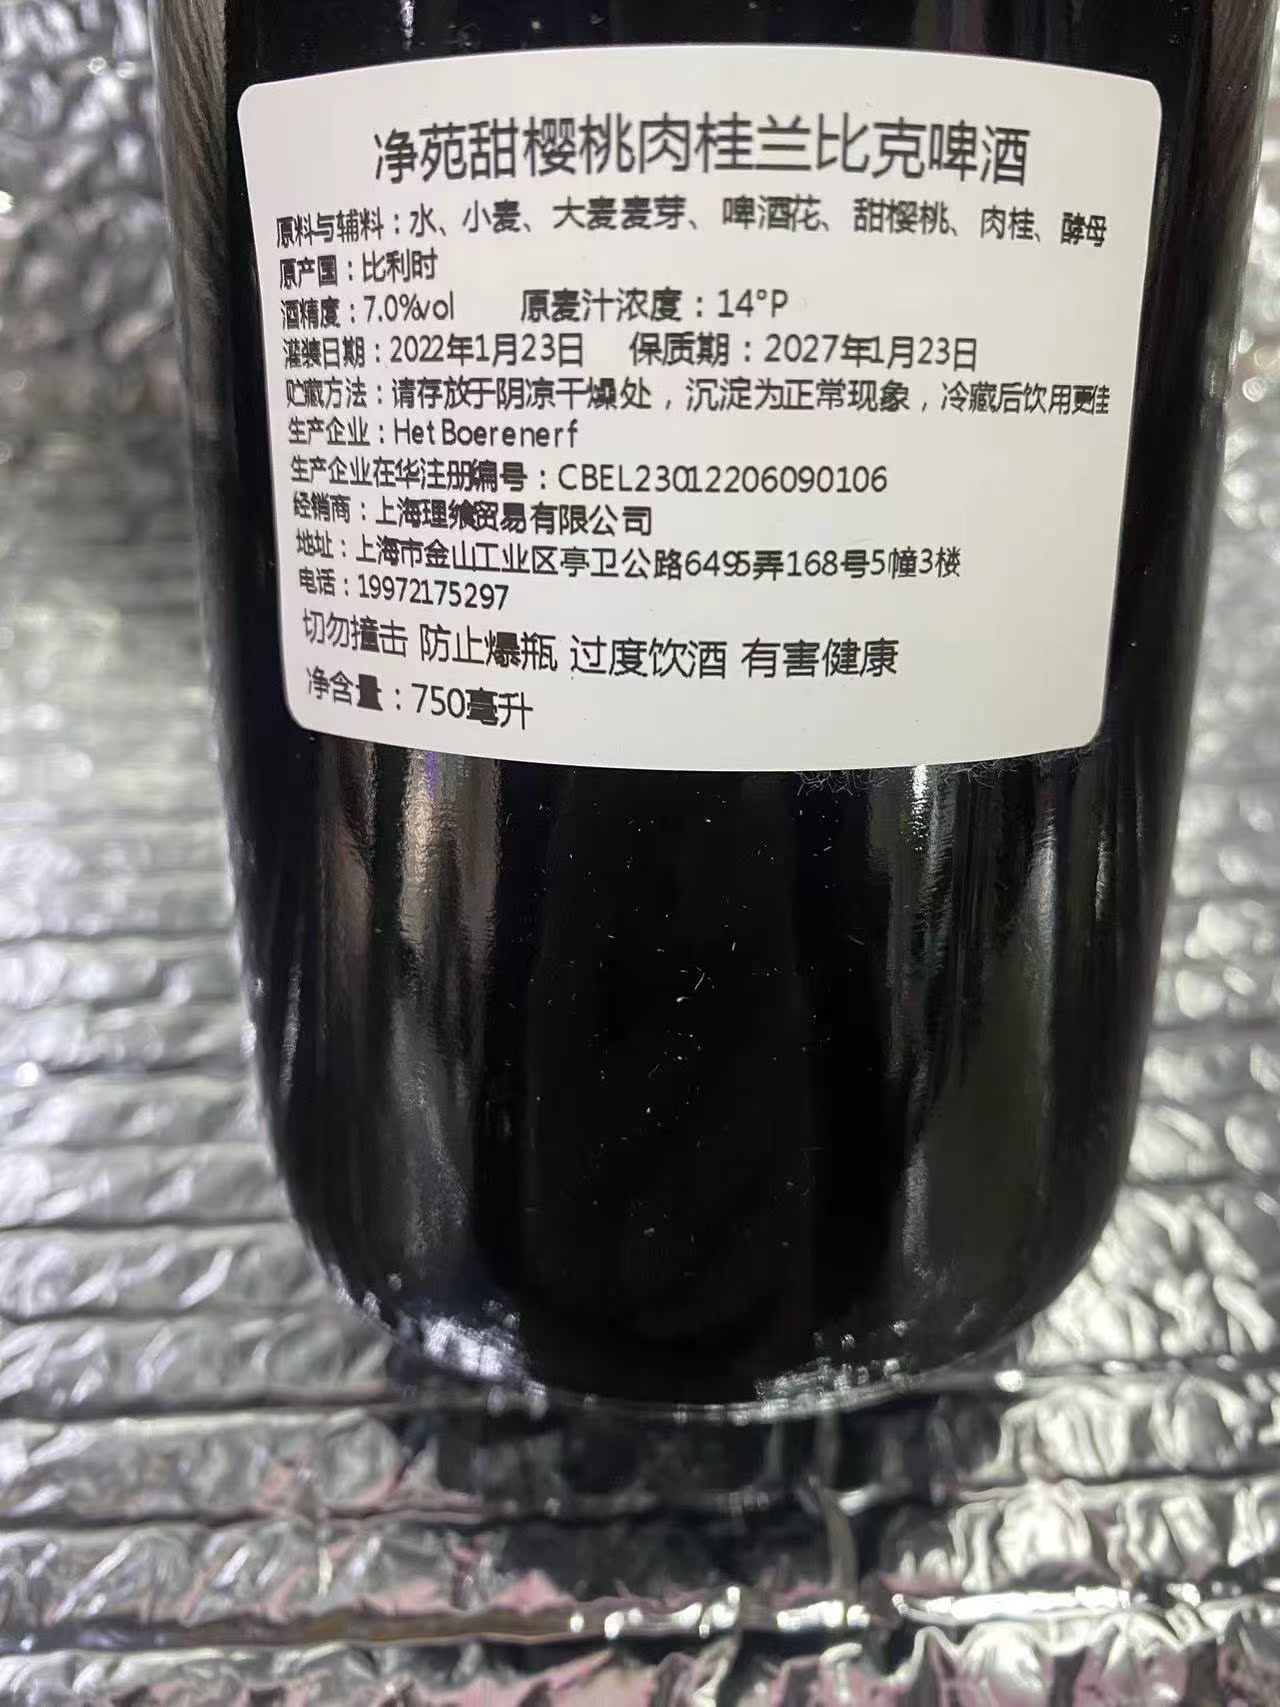 净苑甜樱桃肉桂兰比克啤酒
原料与辅料：水、小麦、大麦麦芽、啤酒花、甜樱桃、肉桂、酵母
原产国：比利时
酒精度：7.0%vol 原麦汁浓度：14°P
灌装日期：2022年1月23日 保质期：2027年1月23日
贮藏方法：请存放于阴凉干燥处，沉淀为正常现象，冷藏后饮用更佳
生产企业：Het Boerenerf
生产企业在华注册编号：CBEL23012206090106
经销商：上海理飨贸易有限公司
地址：上海市金山工业区亭卫公路6495弄168号5幢3楼
电话：19972175297
切勿撞击 防止爆瓶 过度饮酒 有害健康
净含量：750毫升